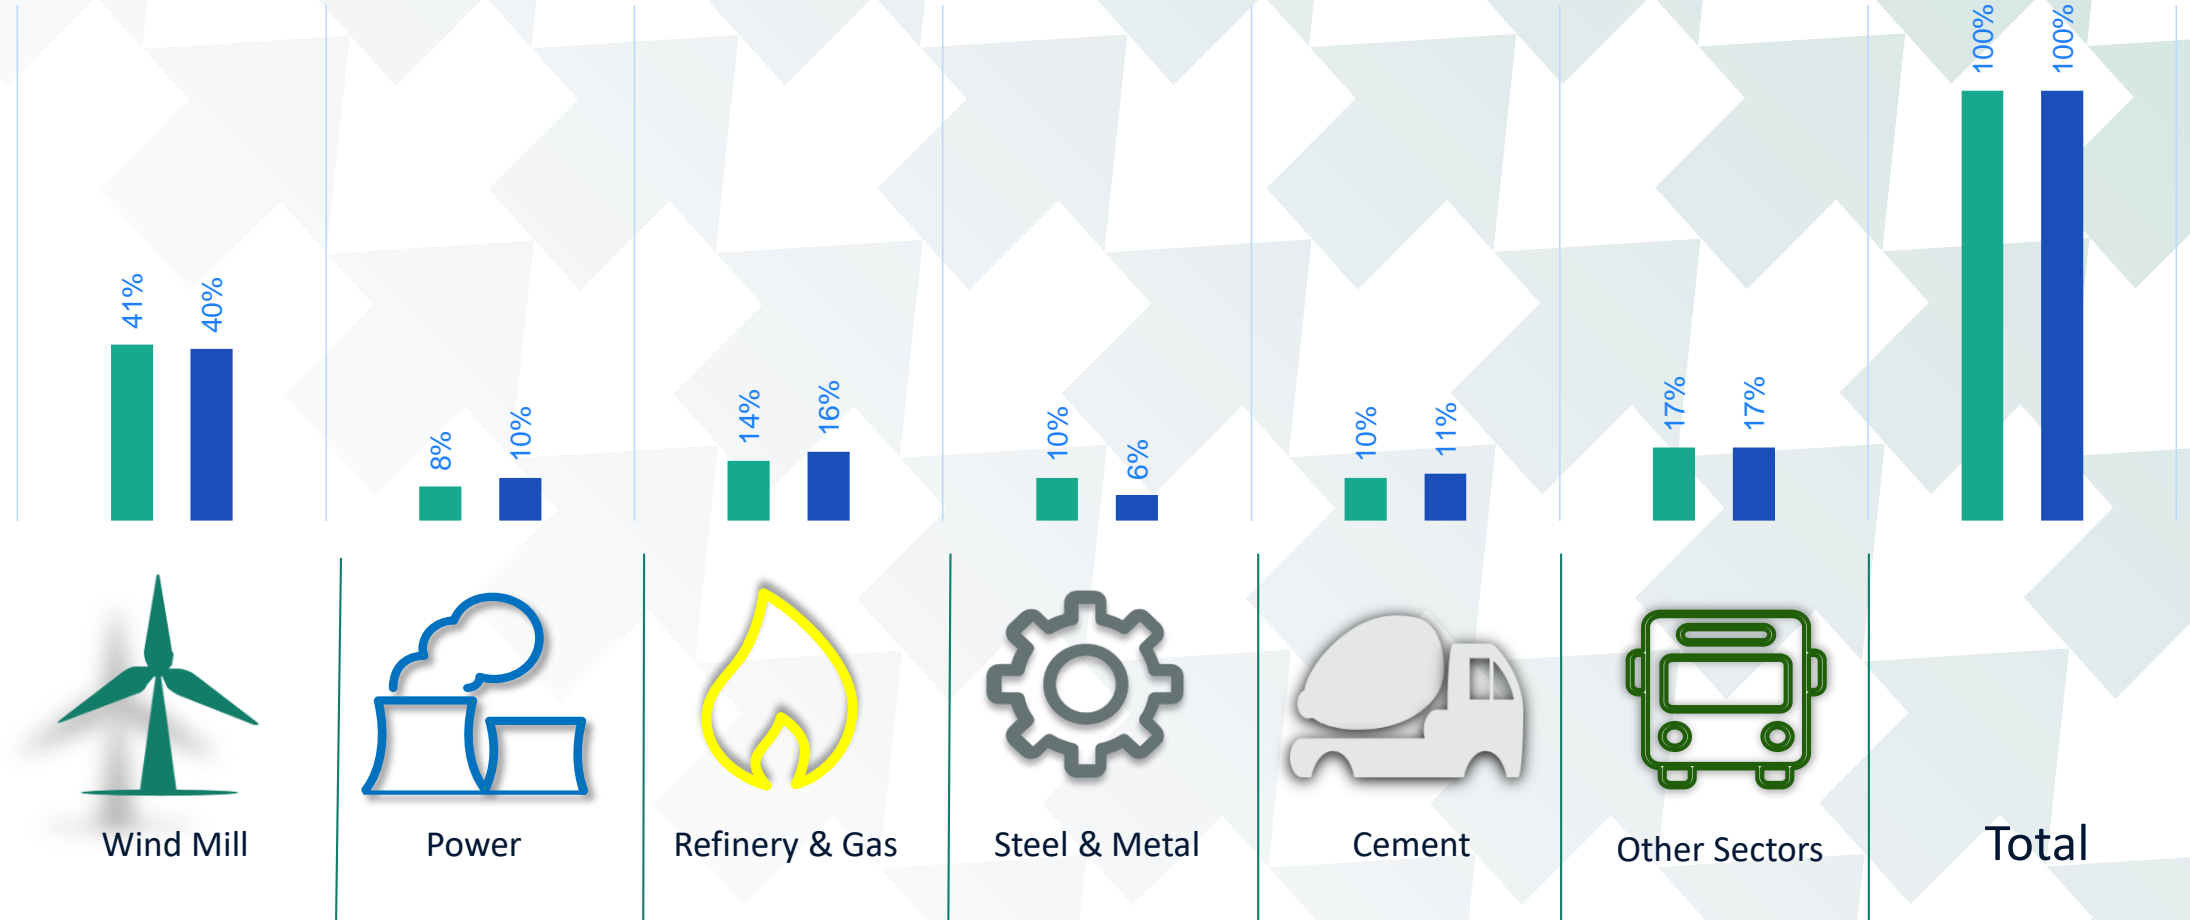 41%
40%
8%
10%
14%
16%
10%
6%
10%
11%
17%
17%
100%
100%
Wind Mill
Power
Refinery & Gas
Steel & Metal
Cement
Other Sectors
Total